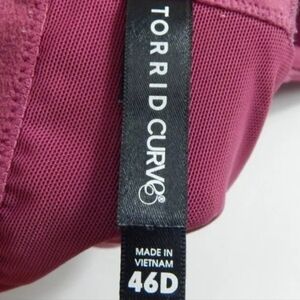 TORRID CURVE®
MADE IN
VIETNAM
46D